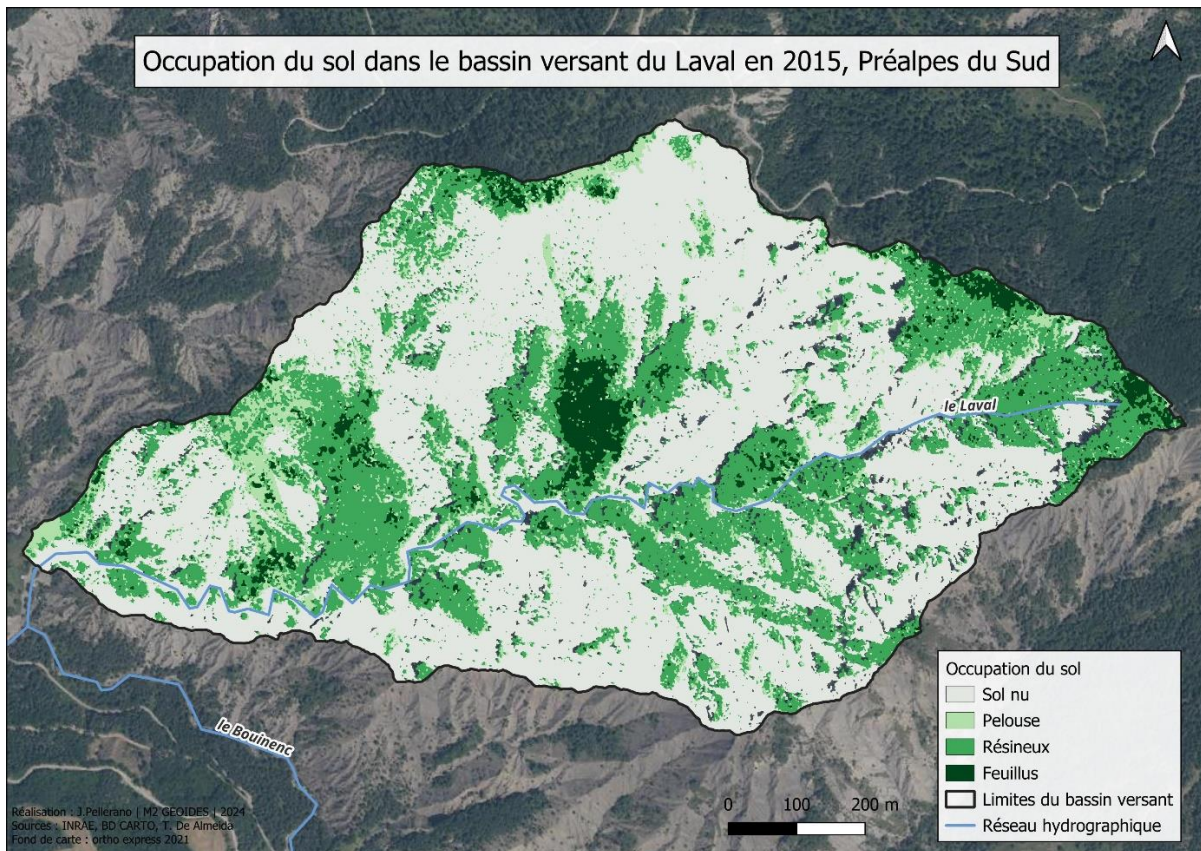 Occupation du sol dans le bassin versant du Laval en 2015, Préalpes du Sud
le Laval
le Bouinenc
Occupation du sol
Sol nu
Pelouse
Résineux
Feuillus
Limites du bassin versant
Réseau hydrographique
0 100 200 m
Réalisation : J.Pellerano | M2 GEOIDES | 2024
Sources : INRAE, BD CARTO, T. De Almeida
Fond de carte : ortho express 2021